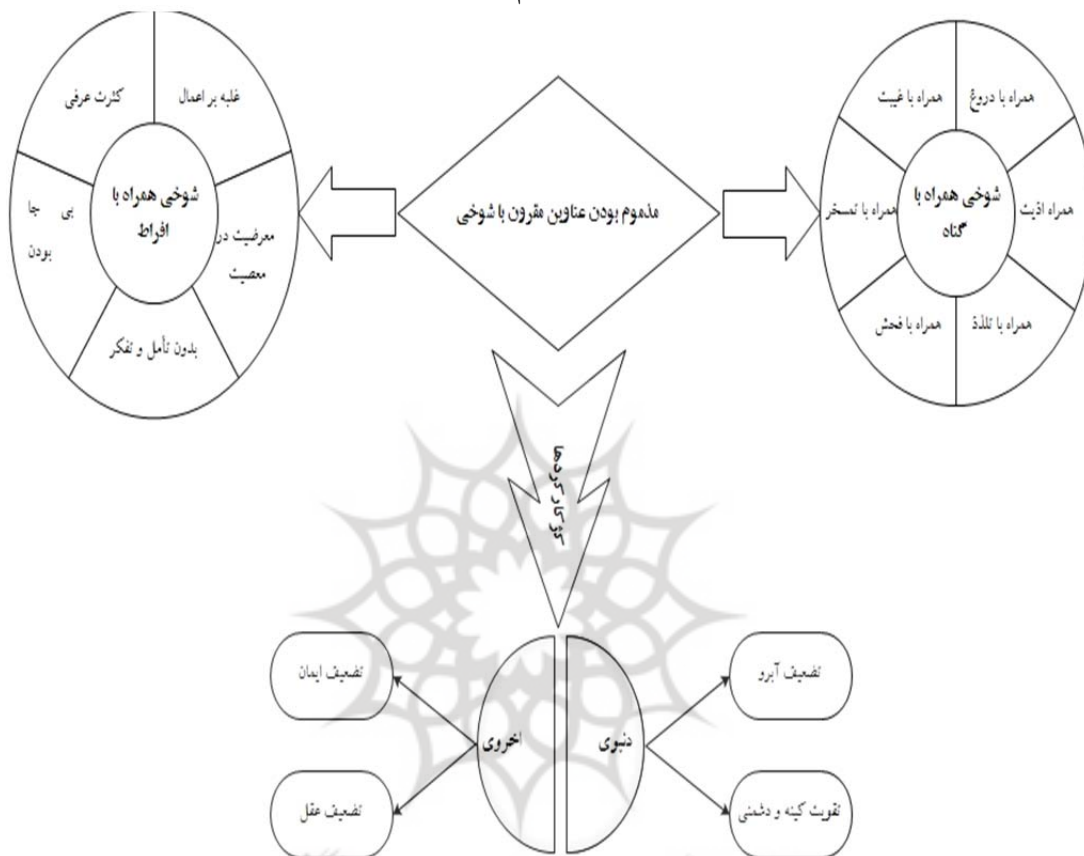 همراه با دروغ
همراه با غیبت
همراه اذیت
همراه با تمسخر
همراه با تلذذ
همراه با فحش
شوخی همراه با
گناه
مذموم بودن عناوین مقرون با شوخی
غلبه بر اعمال
کثرت عرفی
معرضیت در
معصیت
بی جا
بودن
بدون تأمل و تفکر
شوخی همراه با
افراط
کژکارکردها
دنیوی
اخروی
تضعیف آبرو
تقویت کینه و دشمنی
تضعیف ایمان
تضعیف عقل